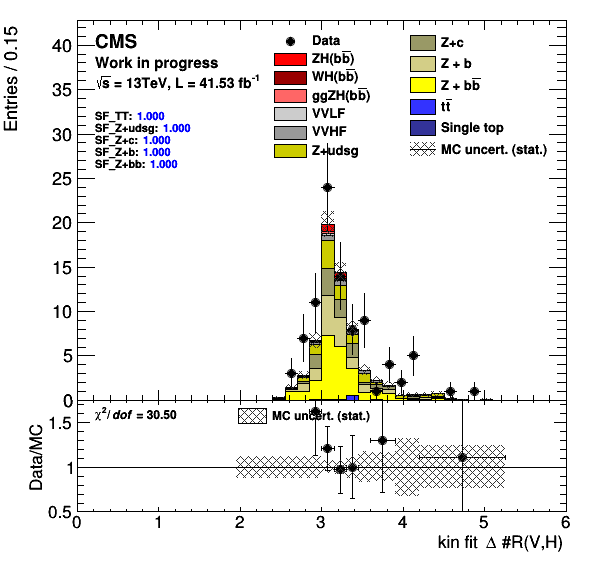 Entries / 0.15
40
35
30
25
20
15
10
5
0
CMS
Work in progress
√s = 13TeV, L = 41.53 fb⁻¹
SF_TT: 1.000
SF_Z+udsg: 1.000
SF_Z+c: 1.000
SF_Z+b: 1.000
SF_Z+bb: 1.000
Data
ZH(bb̅)
WH(bb̅)
ggZH(bb̅)
VVLF
VVHF
Z+udsg
Z+c
Z + b
Z + bb̅
tt̅
Single top
MC uncert. (stat.)
Data/MC
1.5
1
0.5
χ²/dof = 30.50
MC uncert. (stat.)
0 1 2 3 4 5 6
kin fit Δ #R(V,H)